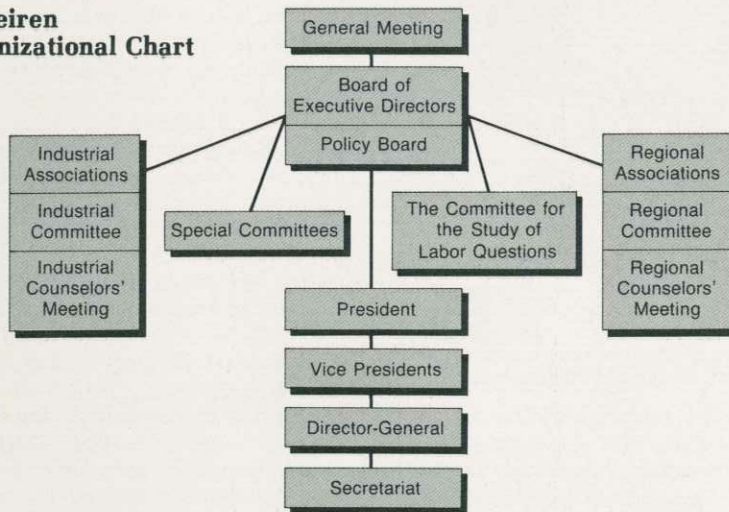 eiren
nizational Chart
General Meeting
Board of
Executive Directors
Policy Board
Industrial
Associations
Industrial
Committee
Industrial
Counselors'
Meeting
Special Committees
The Committee for
the Study of
Labor Questions
Regional
Associations
Regional
Committee
Regional
Counselors'
Meeting
President
Vice Presidents
Director-General
Secretariat